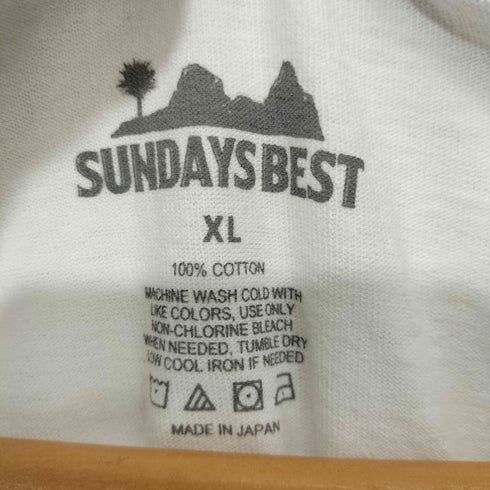 SUNDAYS BEST
XL
100% COTTON
MACHINE WASH COLD WITH
LIKE COLORS, USE ONLY
NON-CHLORINE BLEACH
WHEN NEEDED, TUMBLE DRY
LOW COOL IRON IF NEEDED
MADE IN JAPAN